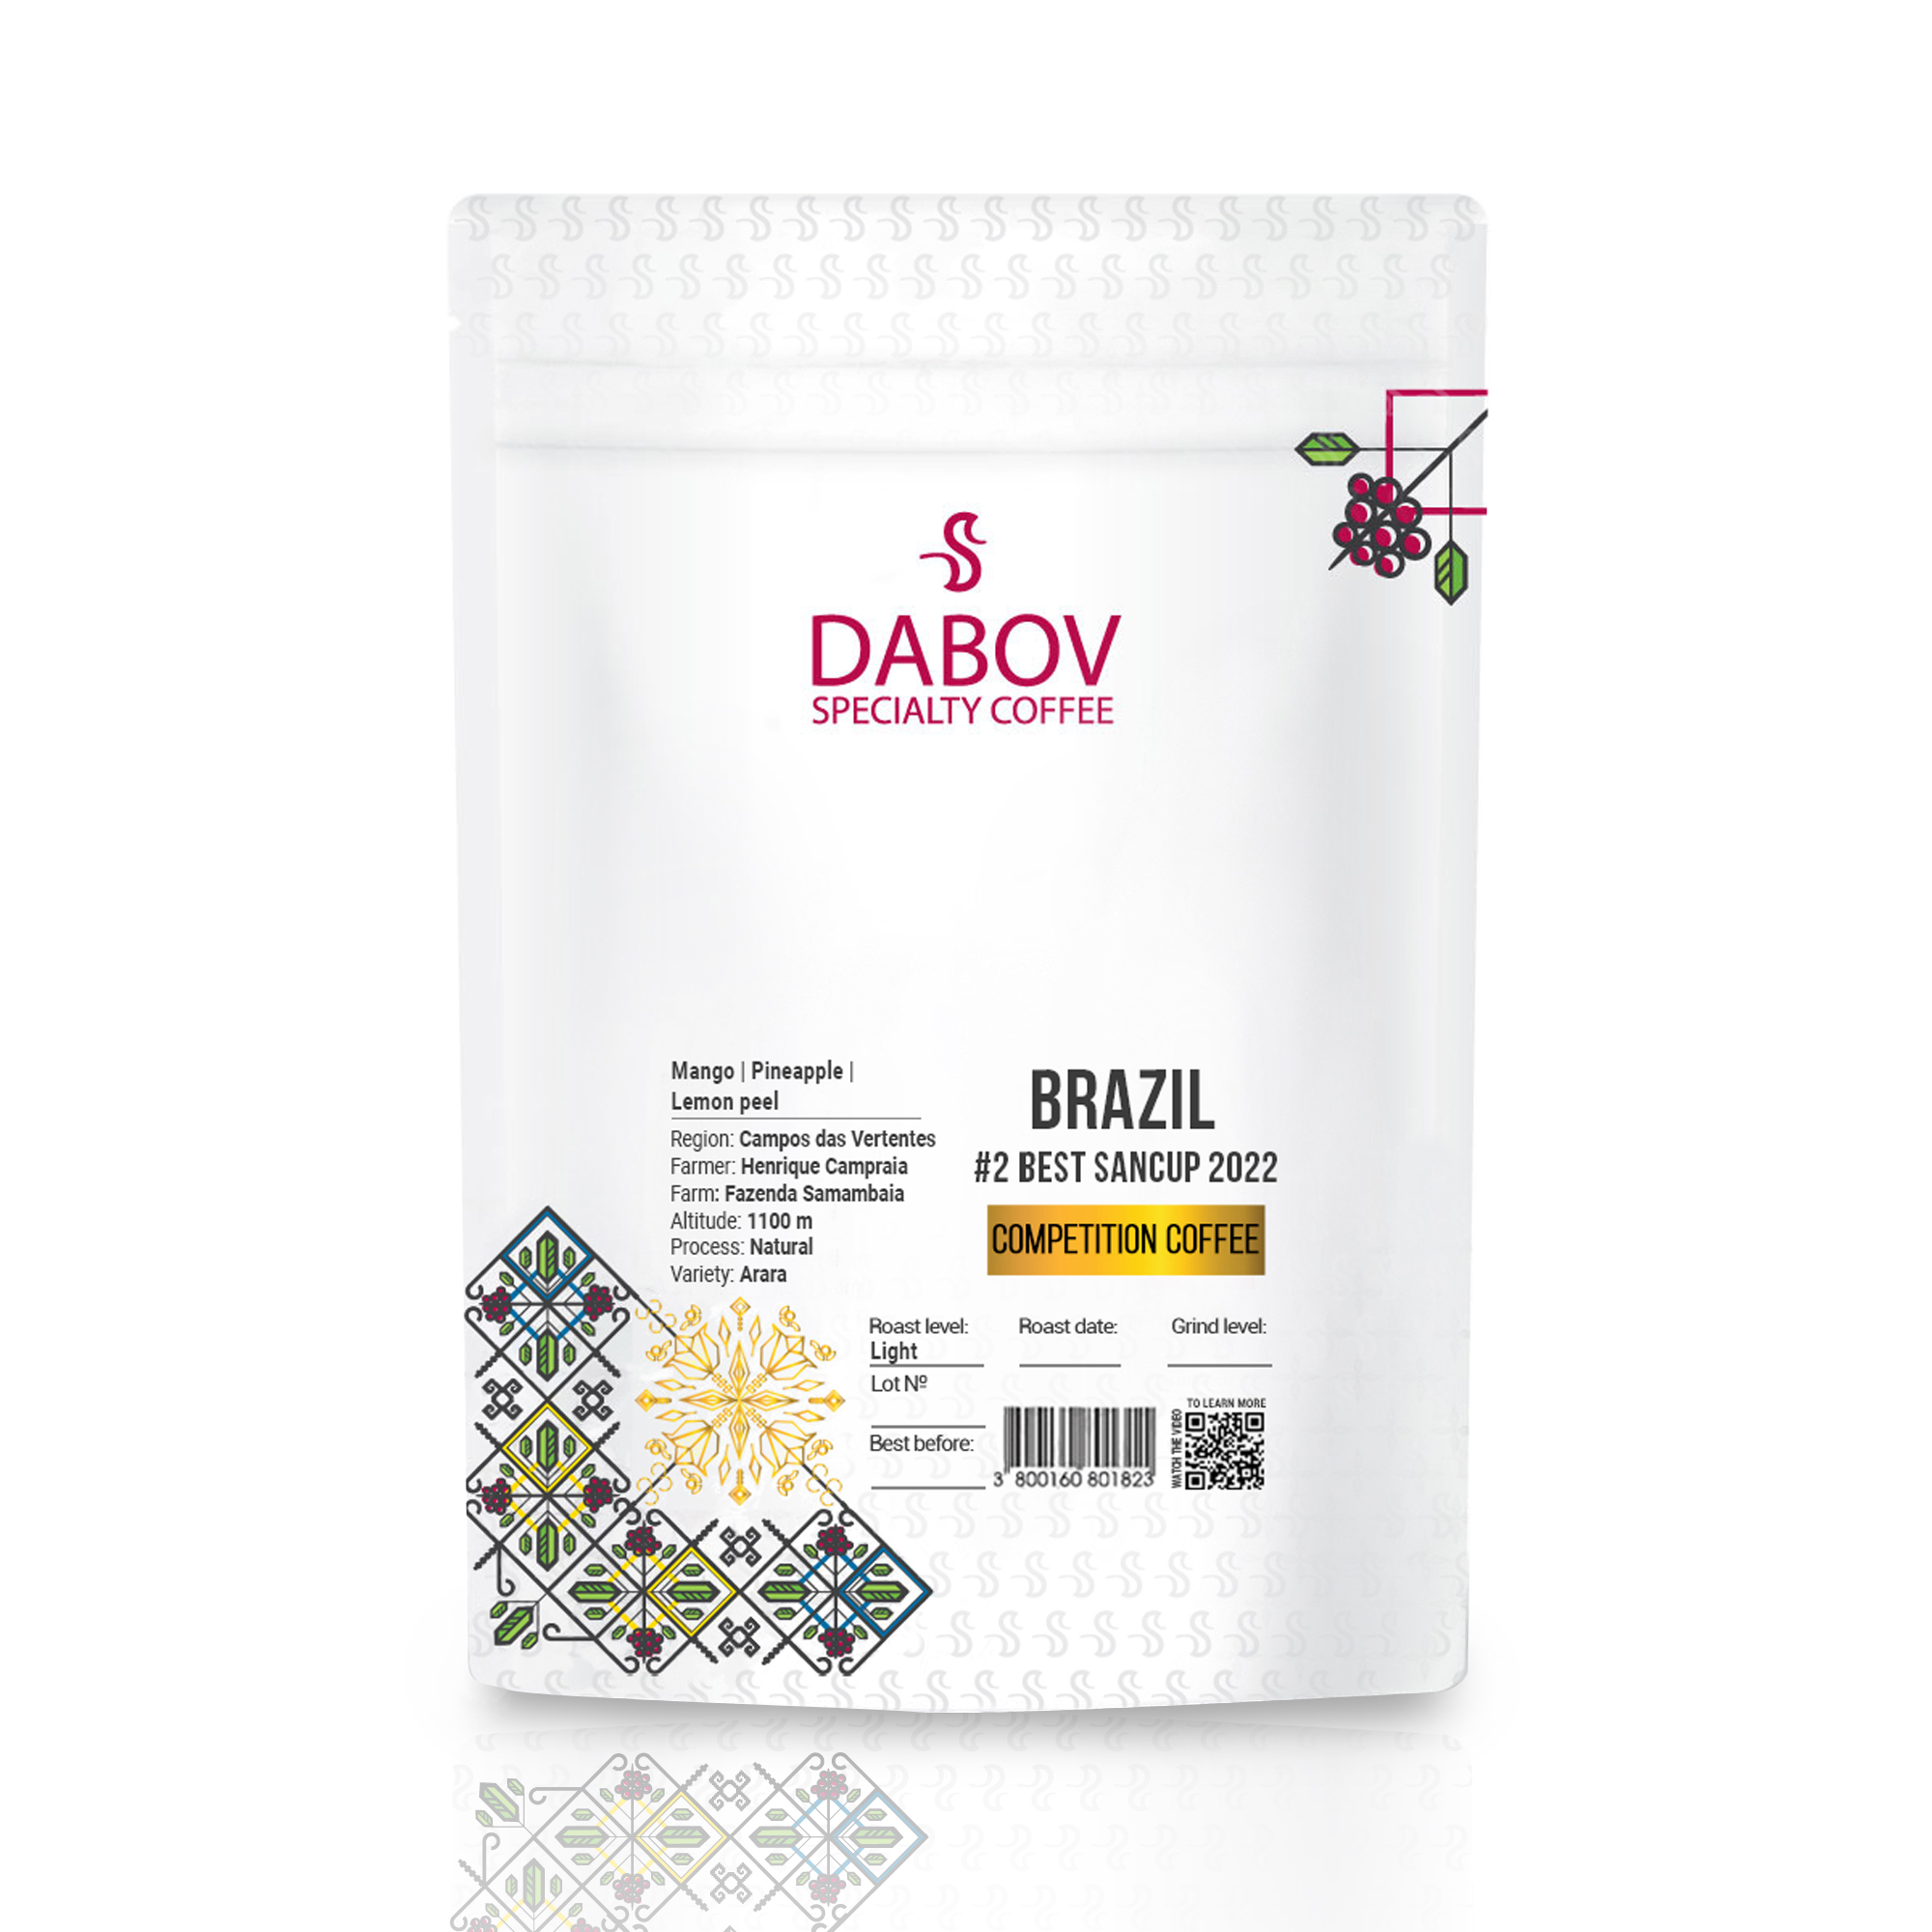 DABOV
SPECIALTY COFFEE
Mango | Pineapple |
Lemon peel
Region: Campos das Vertentes
Farmer: Henrique Campraia
Farm: Fazenda Samambaia
Altitude: 1100 m
Process: Natural
Variety: Arara
BRAZIL
#2 BEST SANCUP 2022
COMPETITION COFFEE
Roast level:
Light
Roast date:
Grind level:
Lot Nº
Best before:
3 800160 801823
TO LEARN MORE
WATCH THE VIDEO